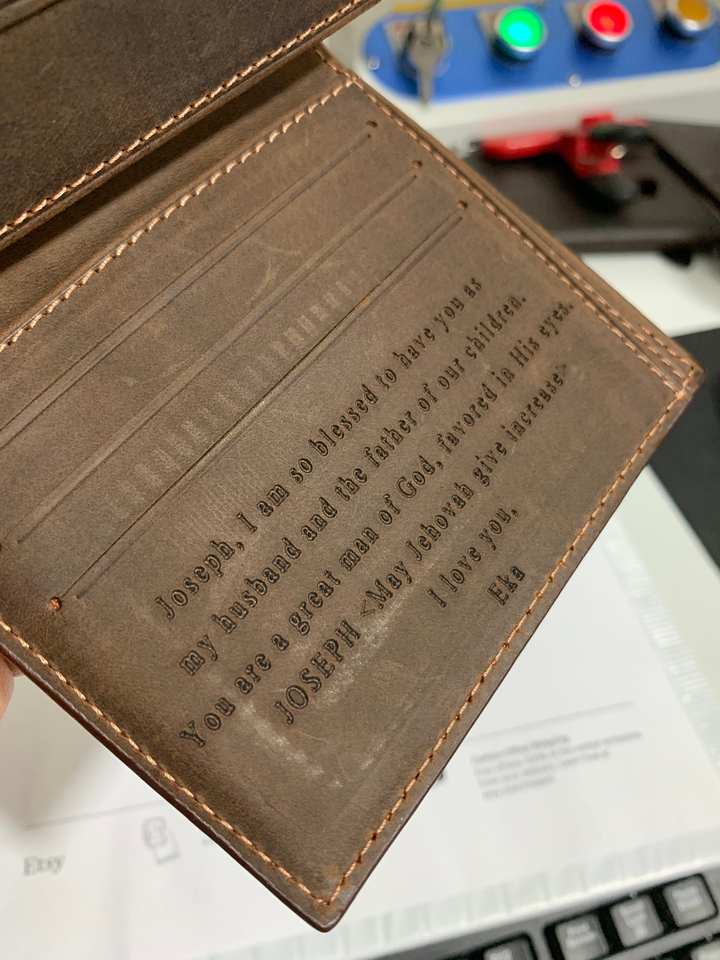 Joseph, I am so blessed to have you as
my husband and the father of our children.
You are a great man of God, favored in His eyes.
JOSEPH <May Jehovah give increase>
I love you,
Eka
Etsy